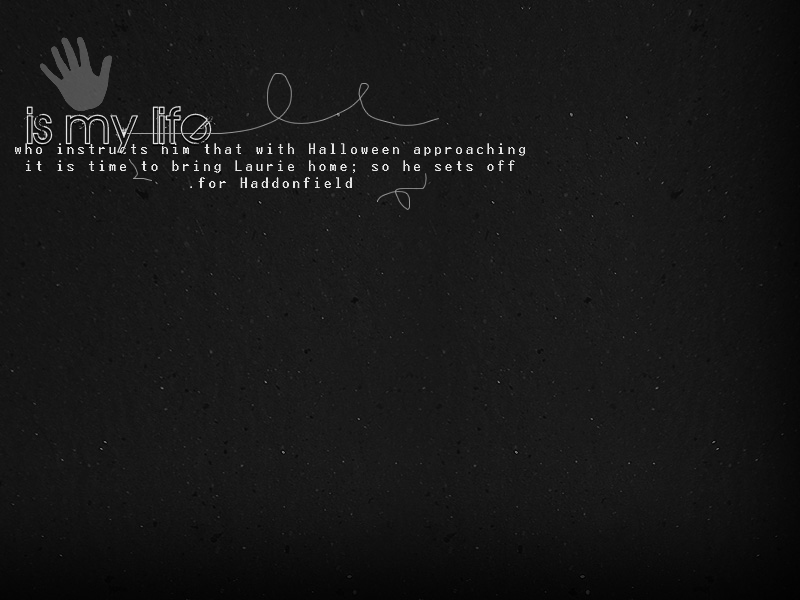 is my life
who instructs him that with Halloween approaching
it is time to bring Laurie home; so he sets off
.for Haddonfield